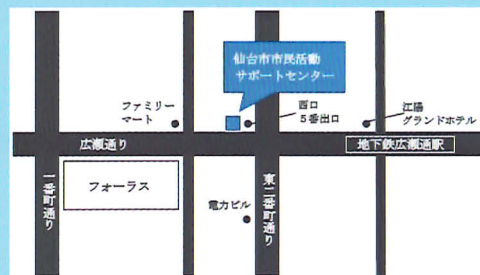 仙台市市民活動
サポートセンター
ファミリー
マート
西口
5番出口
江陽
グランドホテル
広瀬通り
地下鉄広瀬通駅
一番町通り
フォーラス
東二番町通り
電力ビル